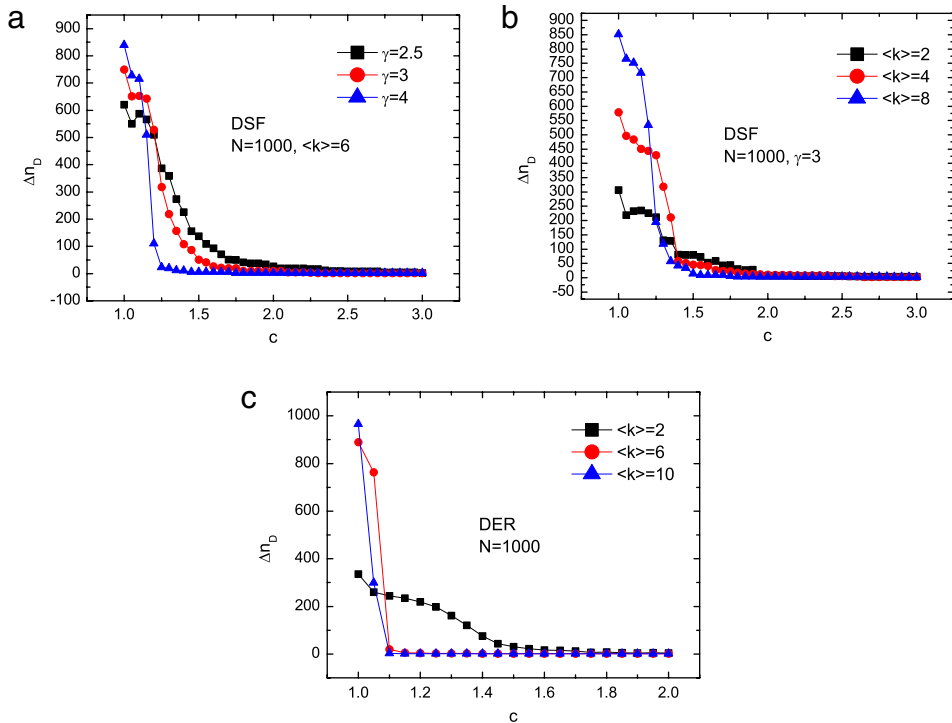 a
900
800
700
600
500
400
300
200
100
0
-100
1.0 1.5 2.0 2.5 3.0
c
Δn_D
γ=2.5
γ=3
γ=4
DSF
N=1000, <k>=6
b
900
850
800
750
700
650
600
550
500
450
400
350
300
250
200
150
100
50
0
-50
1.0 1.5 2.0 2.5 3.0
c
Δn_D
<k>=2
<k>=4
<k>=8
DSF
N=1000, γ=3
c
1000
800
600
400
200
0
1.0 1.2 1.4 1.6 1.8 2.0
c
Δn_D
<k>=2
<k>=6
<k>=10
DER
N=1000